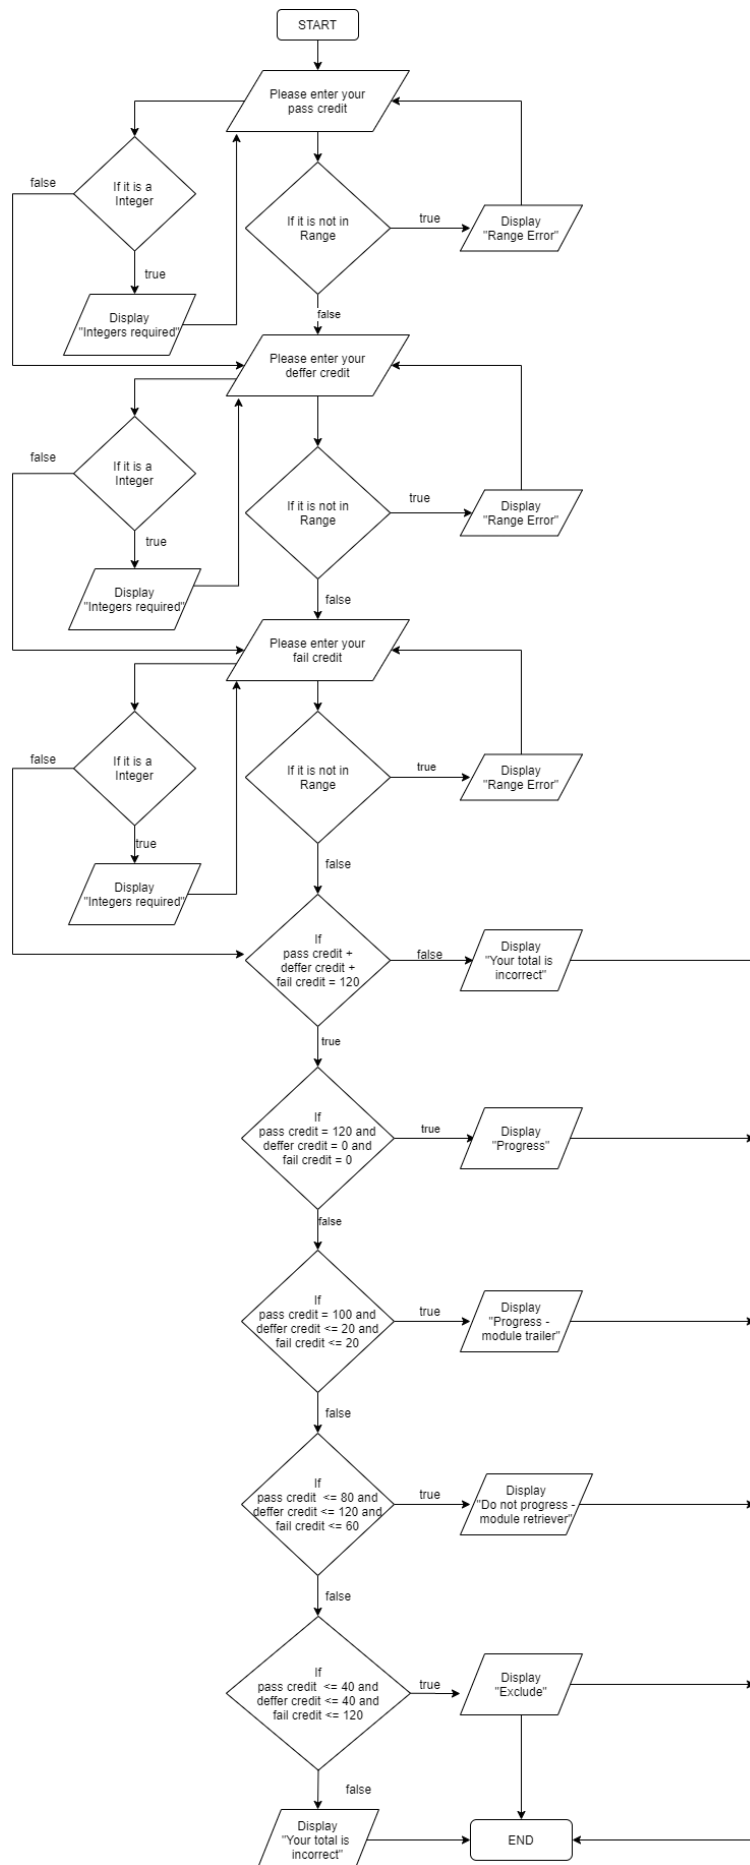 START
Please enter your
pass credit
false
If it is a
Integer
If it is not in
Range
true
Display
"Range Error"
true
Display
"Integers required"
false
Please enter your
deffer credit
false
If it is a
Integer
If it is not in
Range
true
Display
"Range Error"
true
Display
"Integers required"
false
Please enter your
fail credit
false
If it is a
Integer
If it is not in
Range
true
Display
"Range Error"
true
Display
"Integers required"
false
If
pass credit +
deffer credit +
fail credit = 120
false
Display
"Your total is
incorrect"
true
If
pass credit = 120 and
deffer credit = 0 and
fail credit = 0
true
Display
"Progress"
false
If
pass credit = 100 and
deffer credit <= 20 and
fail credit <= 20
true
Display
"Progress -
module trailer"
false
If
pass credit <= 80 and
deffer credit <= 120 and
fail credit <= 60
true
Display
"Do not progress -
module retriever"
false
If
pass credit <= 40 and
deffer credit <= 40 and
fail credit <= 120
true
Display
"Exclude"
false
Display
"Your total is
incorrect"
END